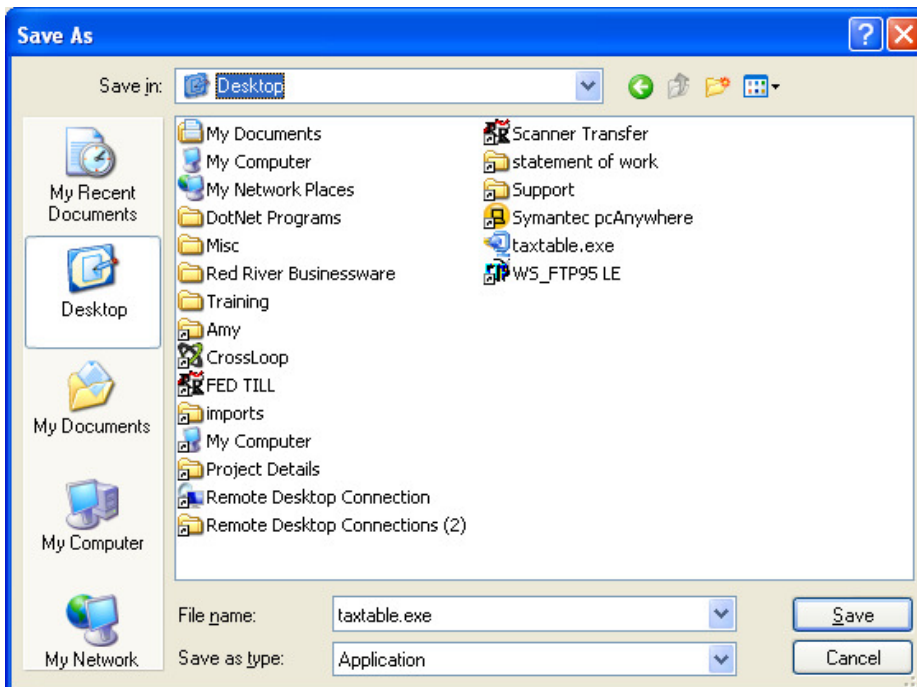 Save As
Save in: Desktop
My Recent
Documents
Desktop
My Documents
My Computer
My Network
My Documents
My Computer
My Network Places
DotNet Programs
Misc
Red River Businessware
Training
Amy
CrossLoop
FED TILL
imports
My Computer
Project Details
Remote Desktop Connection
Remote Desktop Connections (2)
Scanner Transfer
statement of work
Support
Symantec pcAnywhere
taxtable.exe
WS_FTP95 LE
File name: taxtable.exe Save
Save as type: Application Cancel